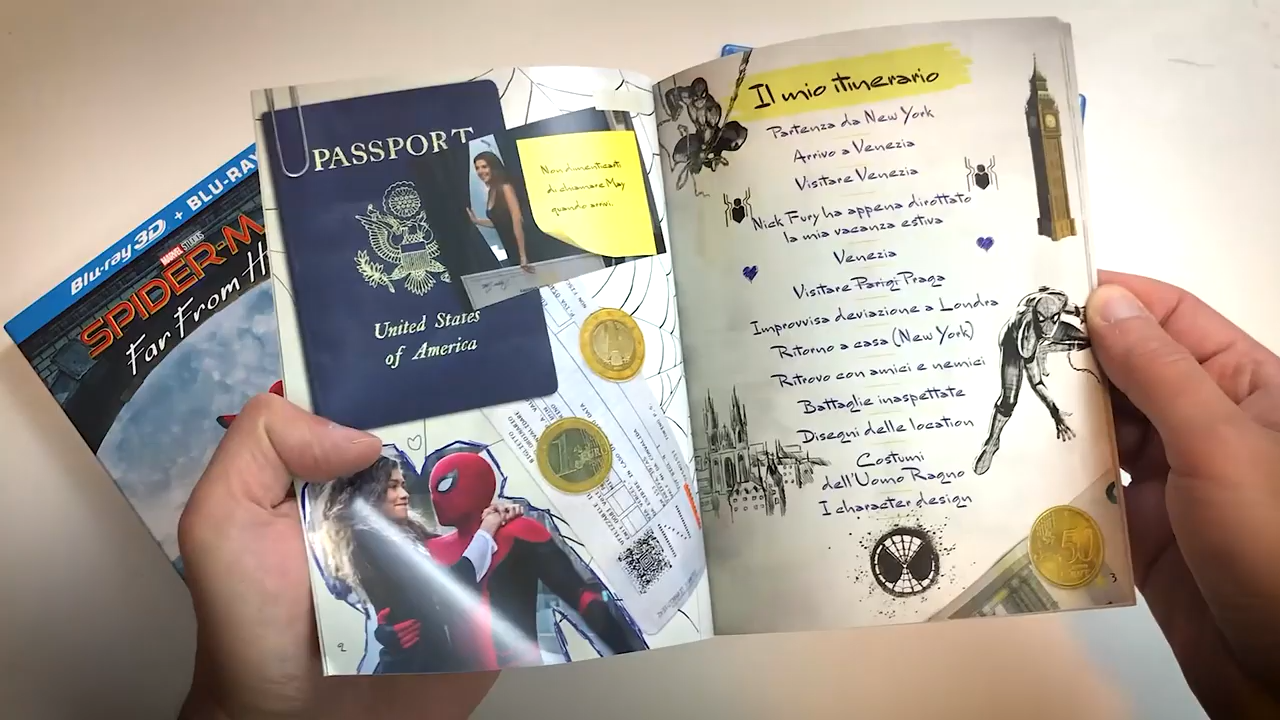 Blu-ray 3D + BLU-RAY
MARVEL STUDIOS
SPIDER-M
Far From H
PASSPORT
United States
of America
Non dimenticarti
di chiamare May
quando arrivi.
1
1 EURO
2
Il mio itinerario
Partenza da New York
Arrivo a Venezia
Visitare Venezia
Nick Fury ha appena dirottato
la mia vacanza estiva
Venezia
Visitare Parigi Praga
Improvvisa deviazione a Londra
Ritorno a casa (New York)
Ritrovo con amici e nemici
Battaglie inaspettate
Disegni delle location
Costumi
dell'Uomo Ragno
I character design
50
3